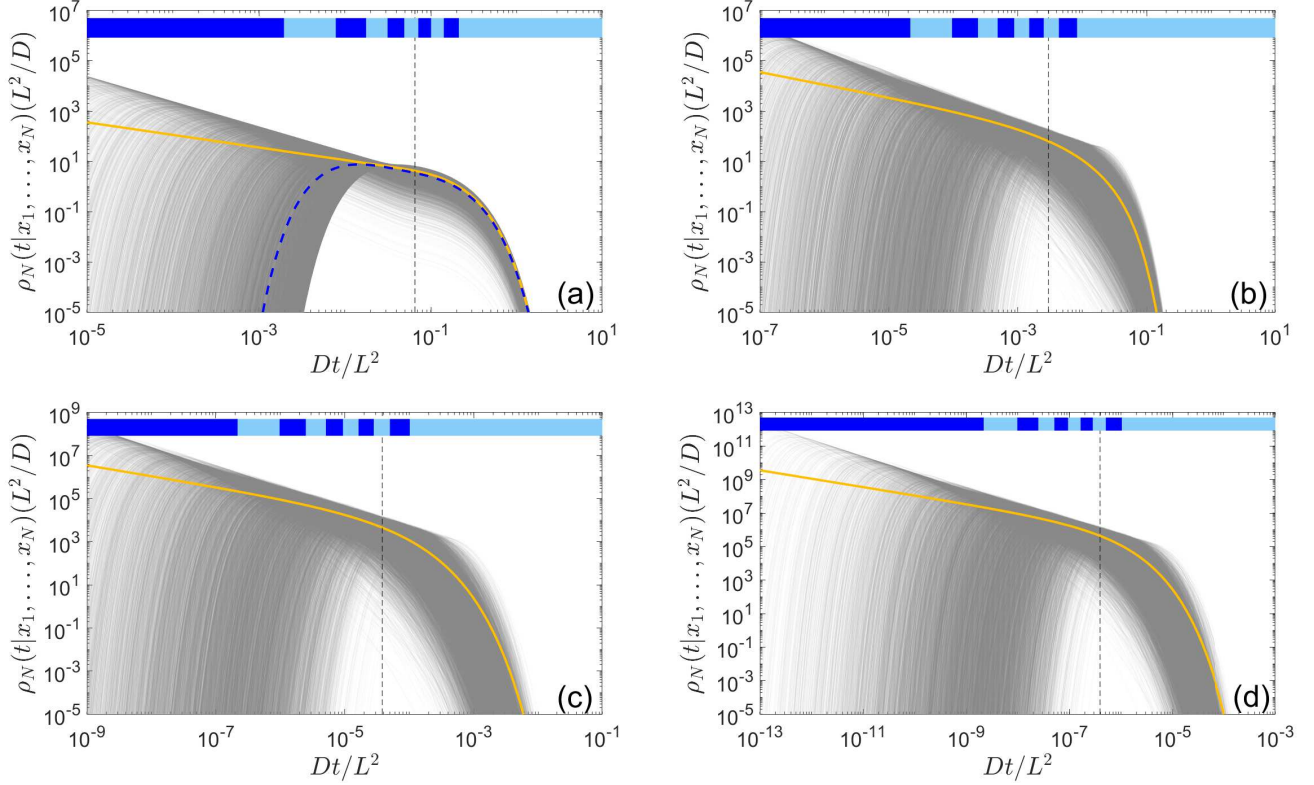 10^7
10^5
10^3
10^1
10^-1
10^-3
10^-5
ρ_N(t|x_1, . . . , x_N)(L^2/D)
(a)
10^-5 10^-3 10^-1 10^1
Dt/L^2
10^7
10^5
10^3
10^1
10^-1
10^-3
10^-5
ρ_N(t|x_1, . . . , x_N)(L^2/D)
(b)
10^-7 10^-5 10^-3 10^-1 10^1
Dt/L^2
10^9
10^7
10^5
10^3
10^1
10^-1
10^-3
10^-5
ρ_N(t|x_1, . . . , x_N)(L^2/D)
(c)
10^-9 10^-7 10^-5 10^-3 10^-1
Dt/L^2
10^13
10^11
10^9
10^7
10^5
10^3
10^1
10^-1
10^-3
10^-5
ρ_N(t|x_1, . . . , x_N)(L^2/D)
(d)
10^-13 10^-11 10^-9 10^-7 10^-5 10^-3
Dt/L^2